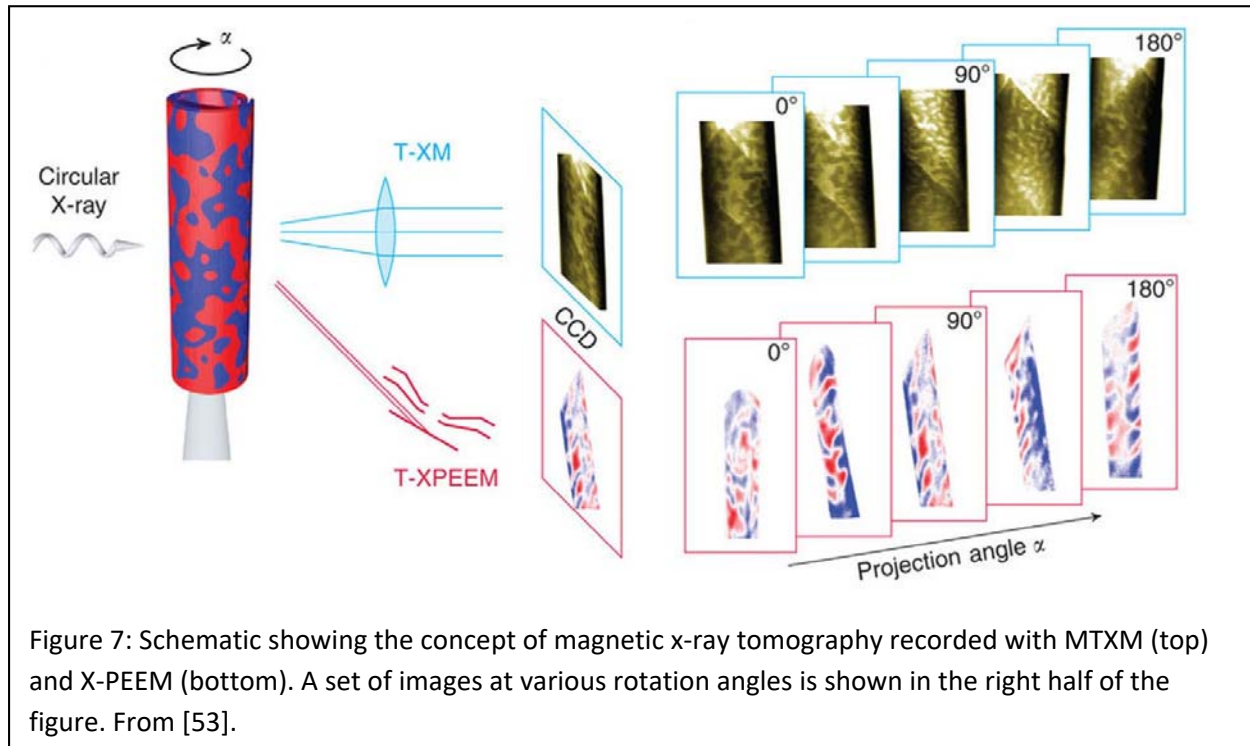 α
Circular
X-ray
T-XM
CCD
T-XPEEM
0°
90°
180°
0°
90°
180°
Projection angle α
Figure 7: Schematic showing the concept of magnetic x-ray tomography recorded with MTXM (top)
and X-PEEM (bottom). A set of images at various rotation angles is shown in the right half of the
figure. From [53].